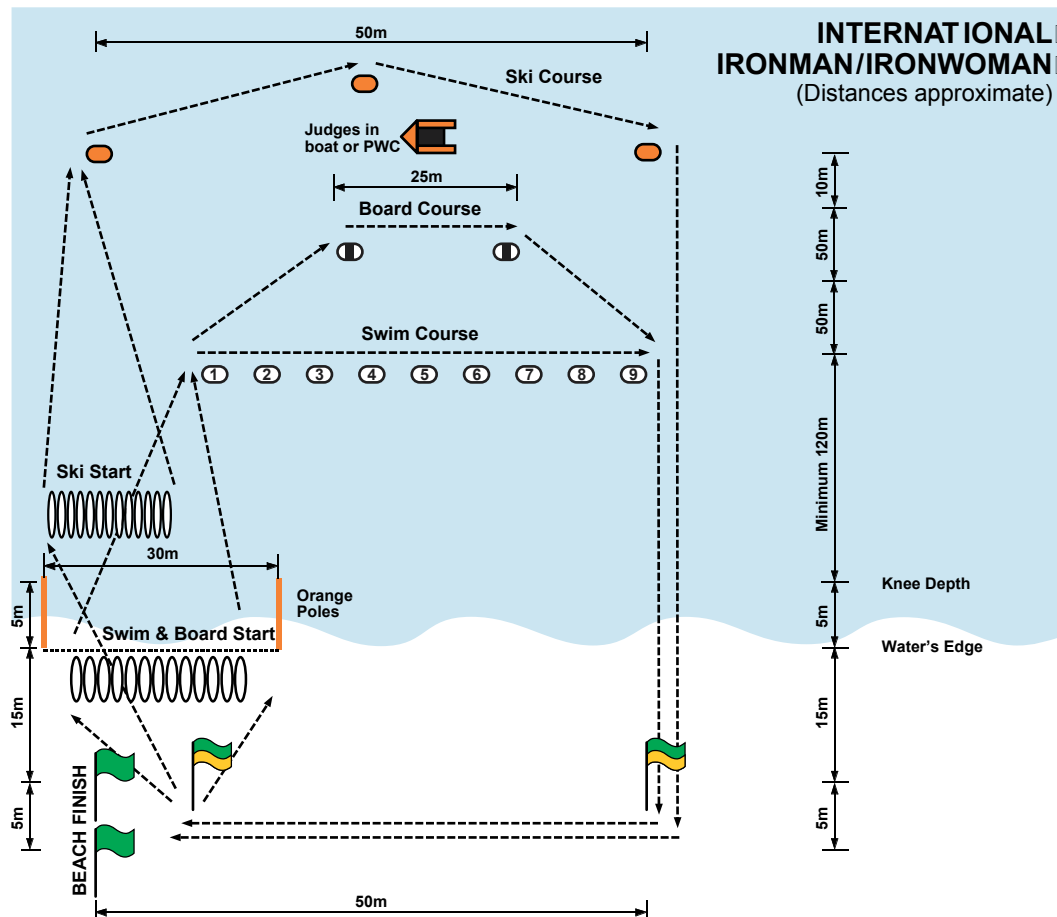 50m
INTERNATIONAL
IRONMAN/IRONWOMAN
(Distances approximate)
Ski Course
Judges in
boat or PWC
10m
25m
Board Course
50m
50m
Swim Course
1 2 3 4 5 6 7 8 9
Minimum 120m
Ski Start
30m
Orange
Poles
Knee Depth
5m
5m
Swim & Board Start
Water's Edge
15m
15m
BEACH FINISH
5m
5m
50m